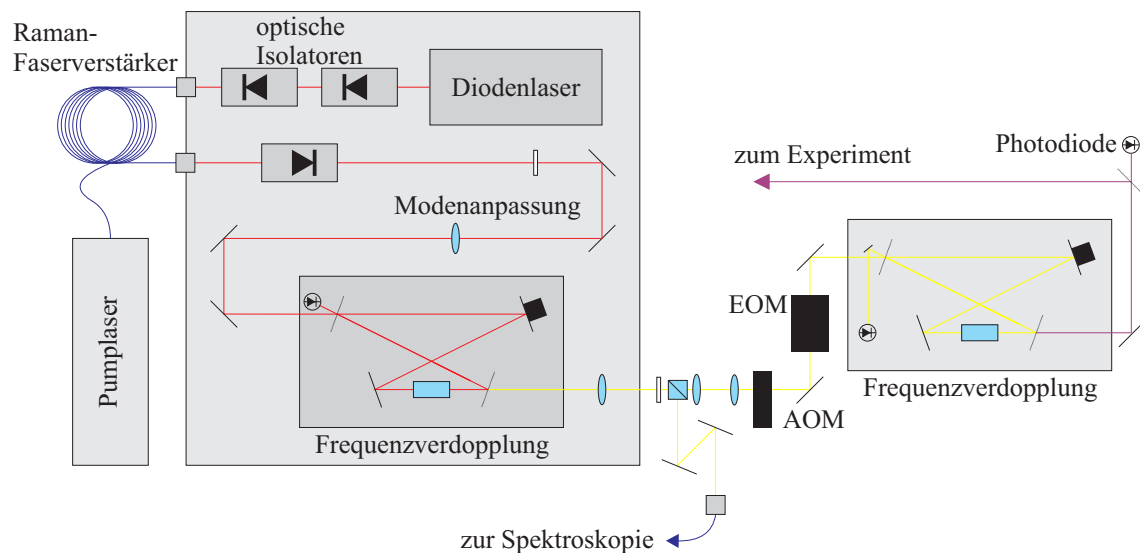 Raman-
Faserverstärker
optische
Isolatoren
Diodenlaser
Photodiode
zum Experiment
Modenanpassung
EOM
Pumplaser
Frequenzverdopplung
AOM
Frequenzverdopplung
zur Spektroskopie